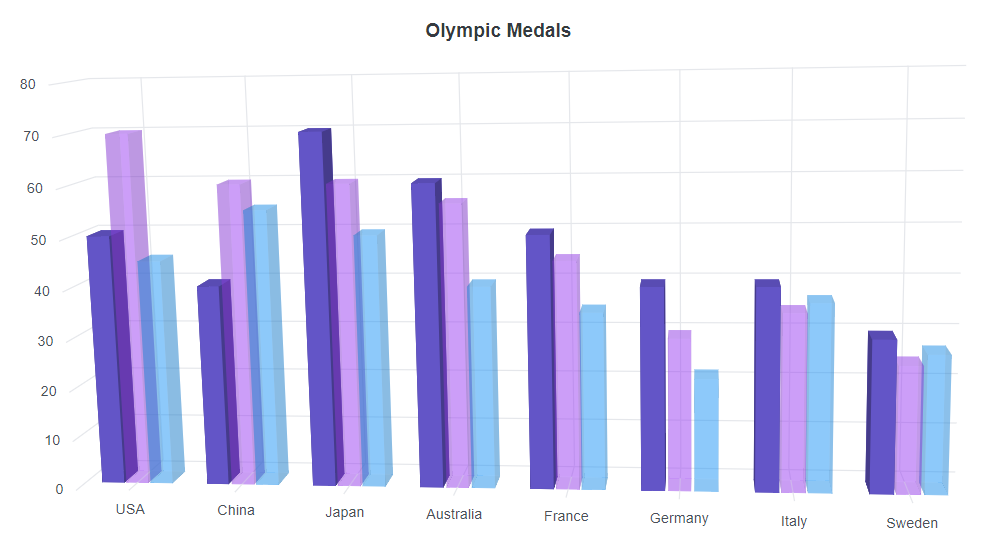 Olympic Medals
80
70
60
50
40
30
20
10
0
USA
China
Japan
Australia
France
Germany
Italy
Sweden